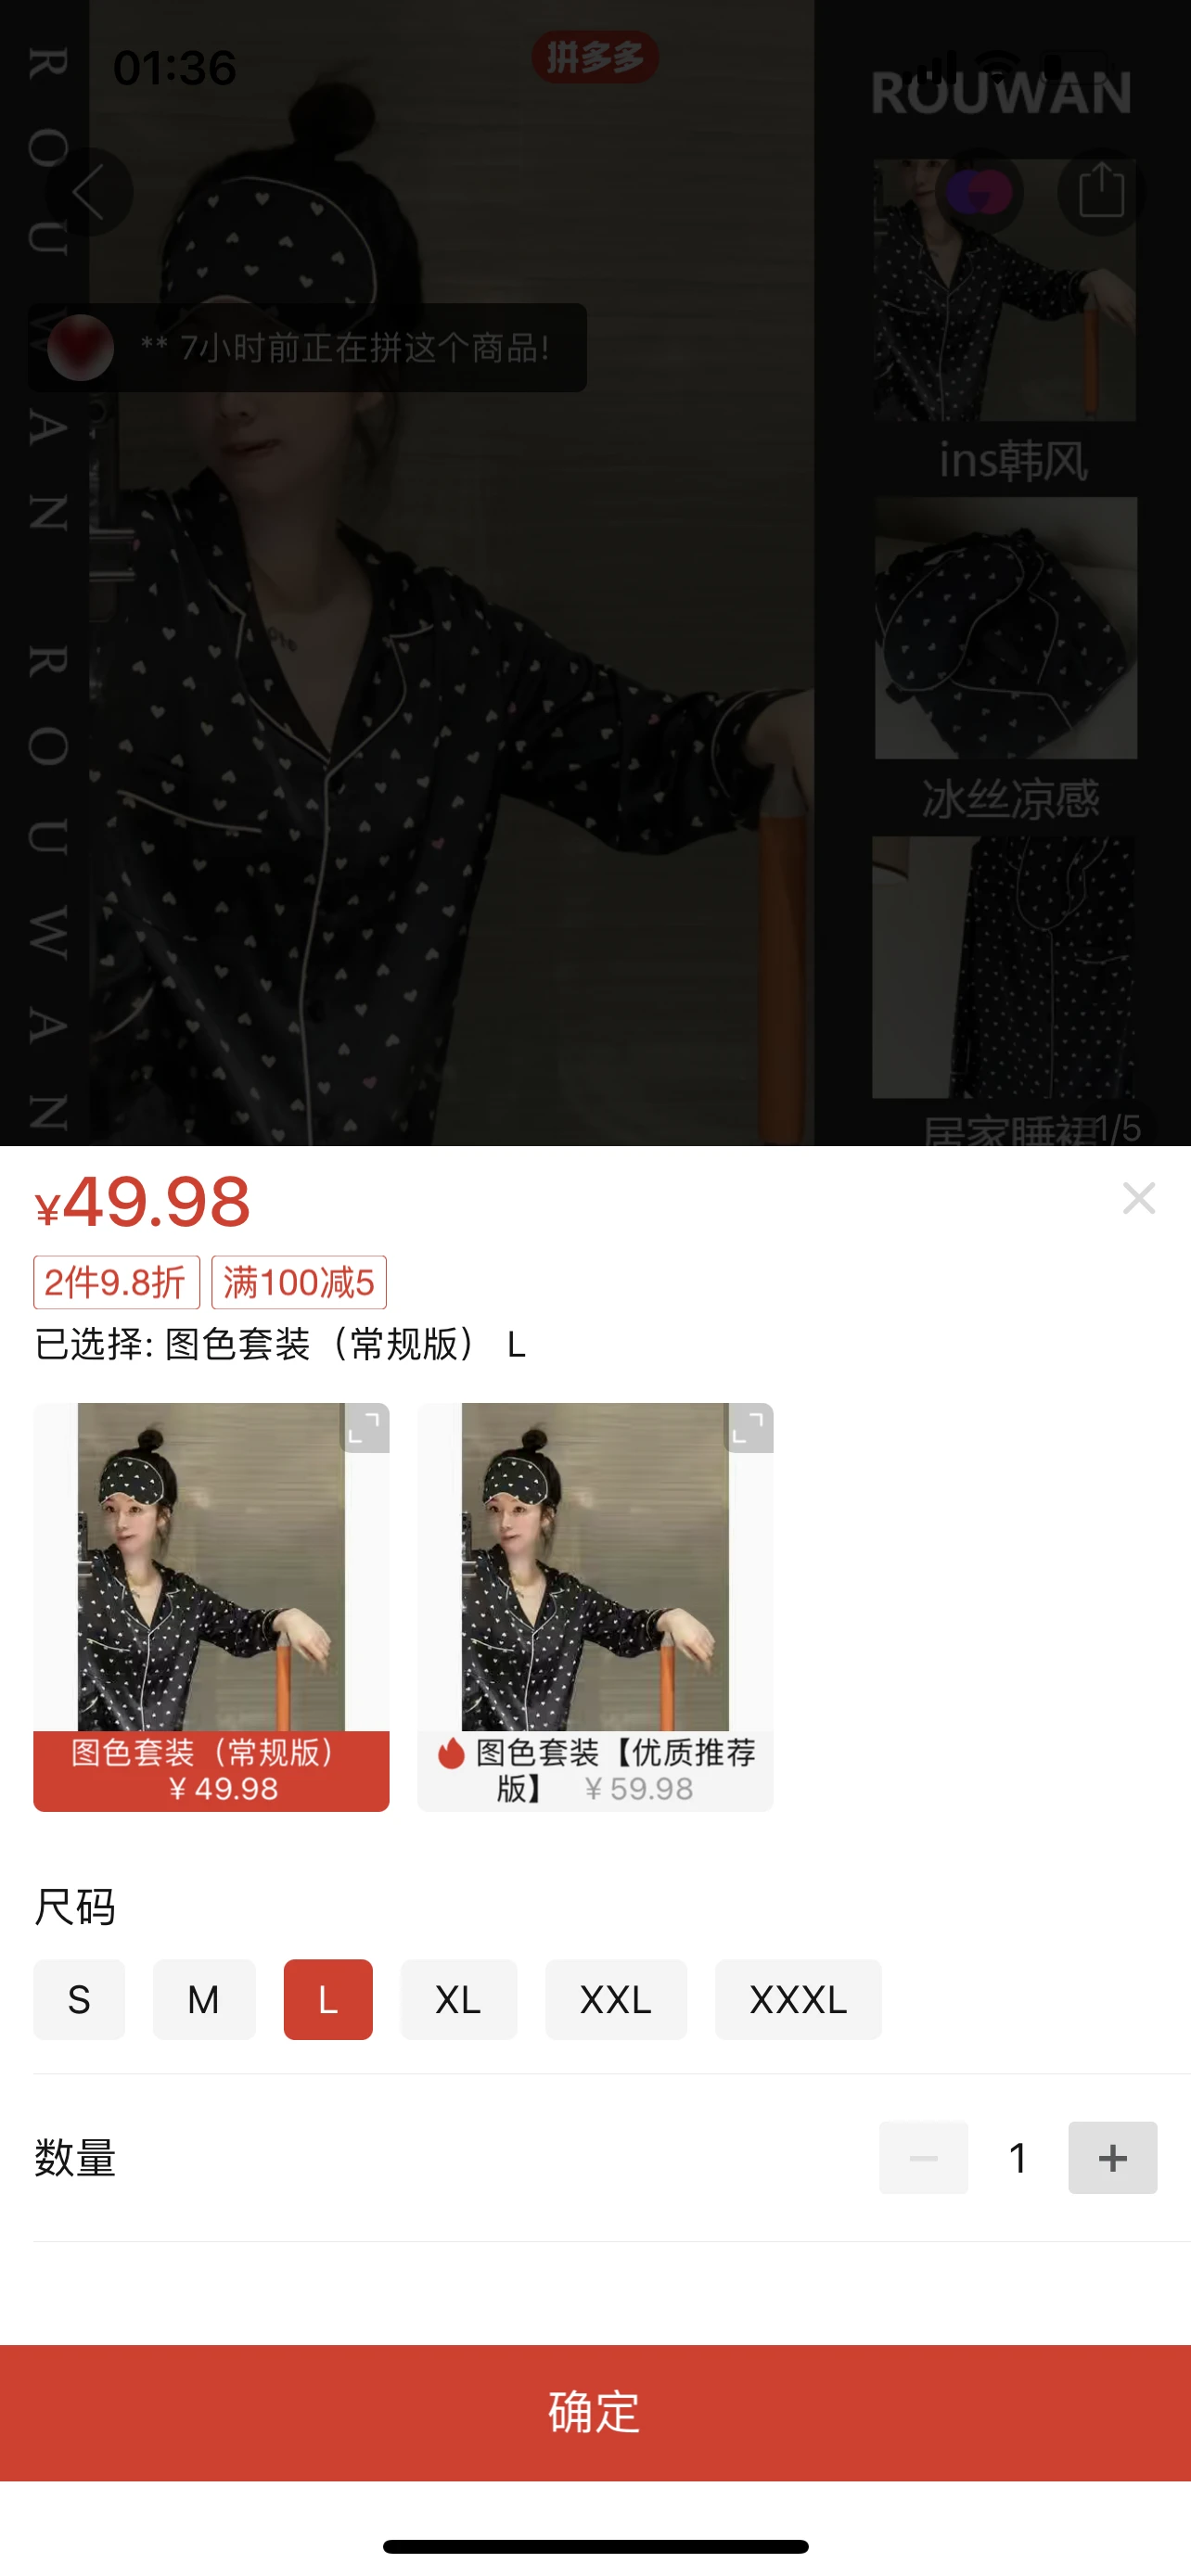 01:36
拼多多
ROUWAN
ROUWAN ROUWAN
** 7小时前正在拼这个商品!
ins韩风
冰丝凉感
居家睡裙
1/5
¥49.98
2件9.8折 满100减5
已选择: 图色套装（常规版） L
图色套装（常规版）
¥ 49.98
图色套装【优质推荐
版】 ¥ 59.98
尺码
S M L XL XXL XXXL
数量
1
确定